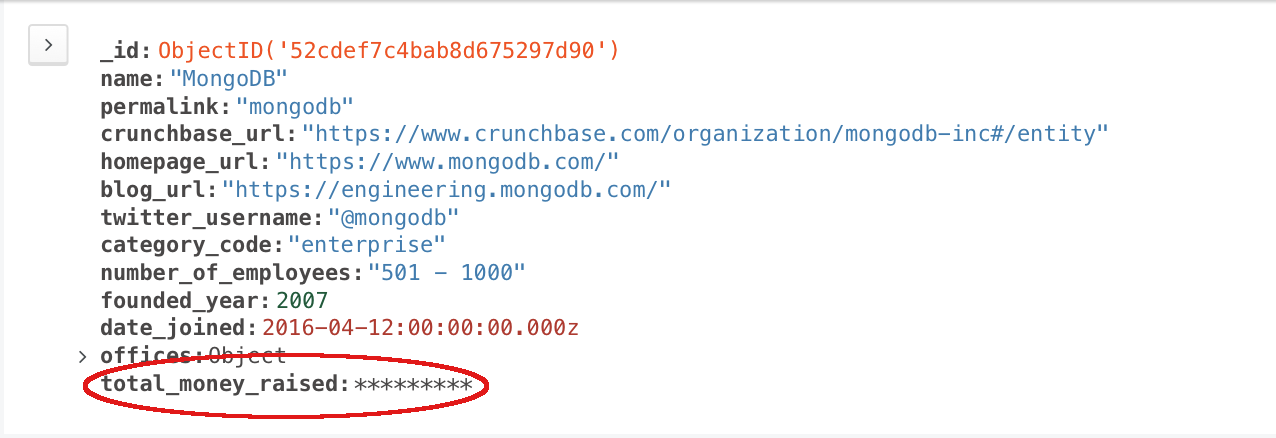 _id: ObjectID('52cdef7c4bab8d675297d90')
name: "MongoDB"
permalink: "mongodb"
crunchbase_url: "https://www.crunchbase.com/organization/mongodb-inc#/entity"
homepage_url: "https://www.mongodb.com/"
blog_url: "https://engineering.mongodb.com/"
twitter_username: "@mongodb"
category_code: "enterprise"
number_of_employees: "501 – 1000"
founded_year: 2007
date_joined: 2016-04-12:00:00:00.000z
offices: Object
total_money_raised: *********